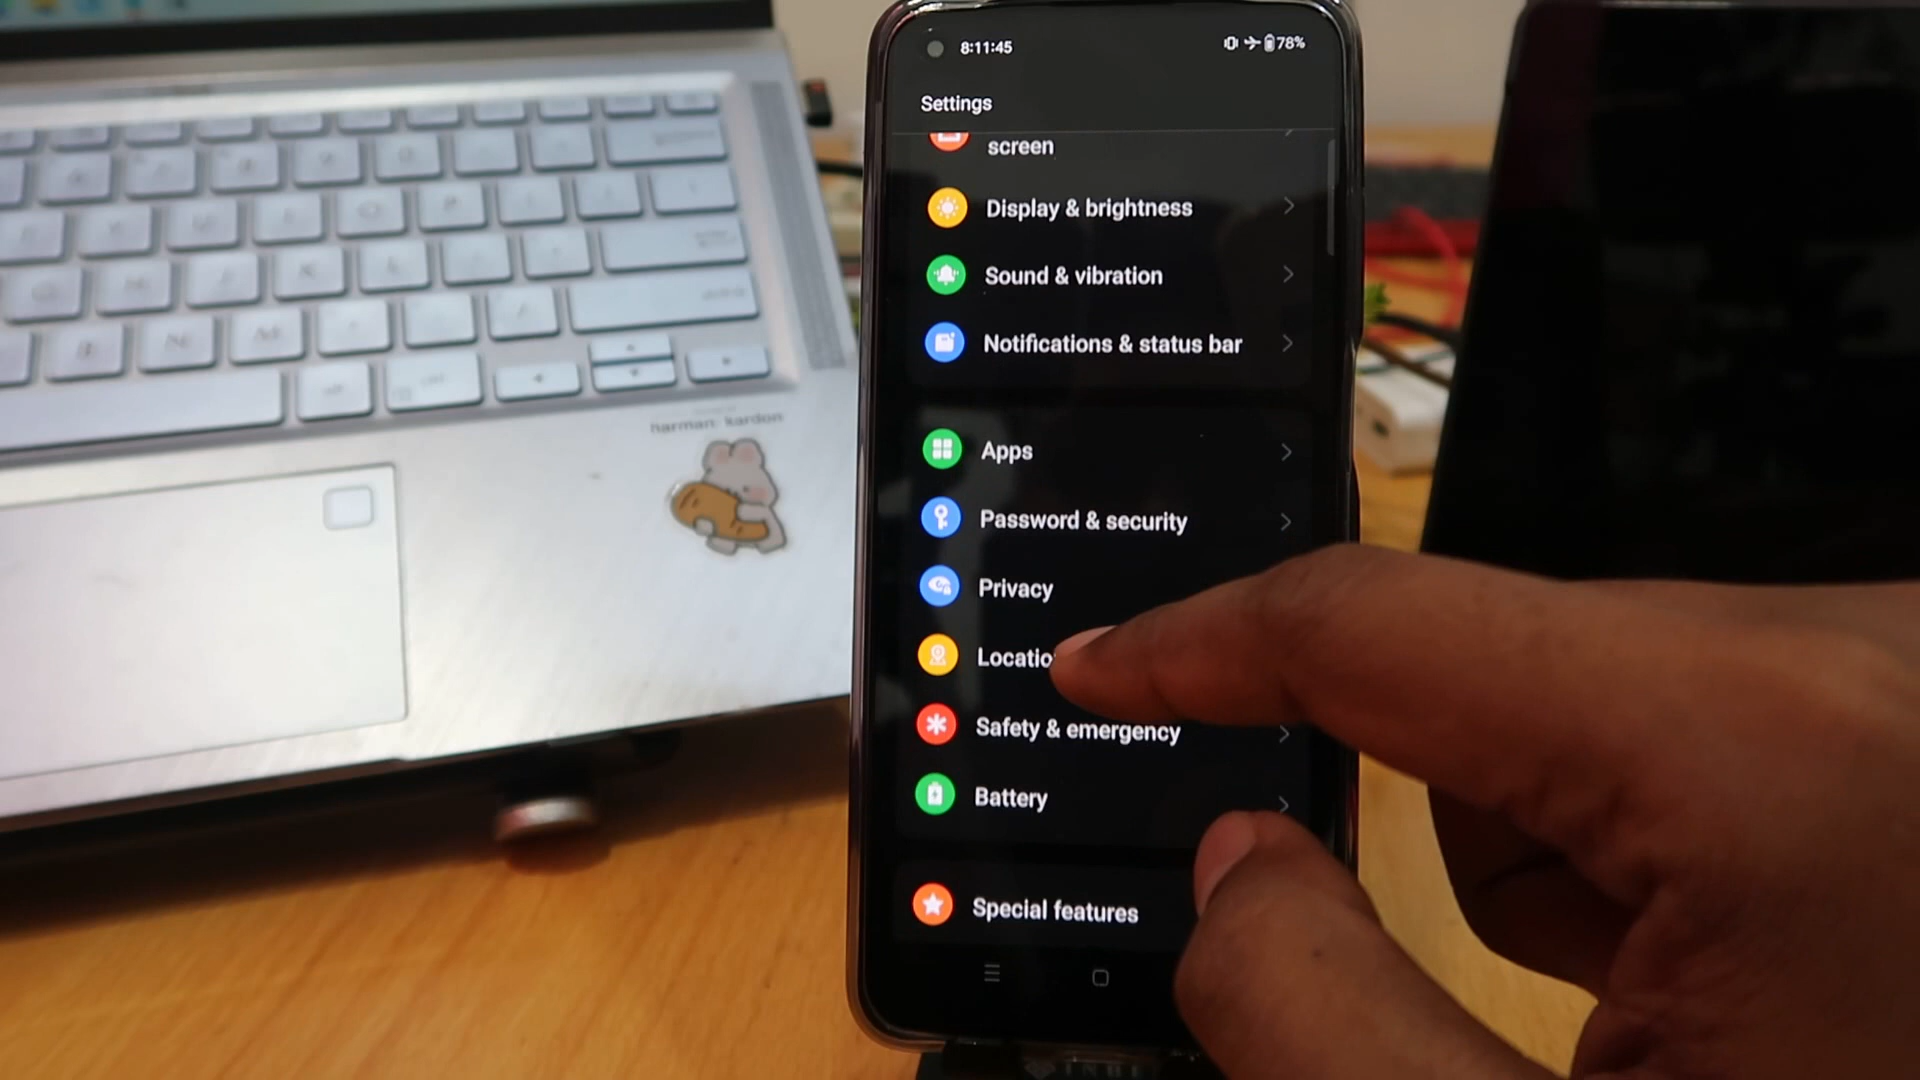 8:11:45
78%
Settings
screen
Display & brightness
Sound & vibration
Notifications & status bar
Apps
Password & security
Privacy
Locatio
Safety & emergency
Battery
Special features
harman/kardon